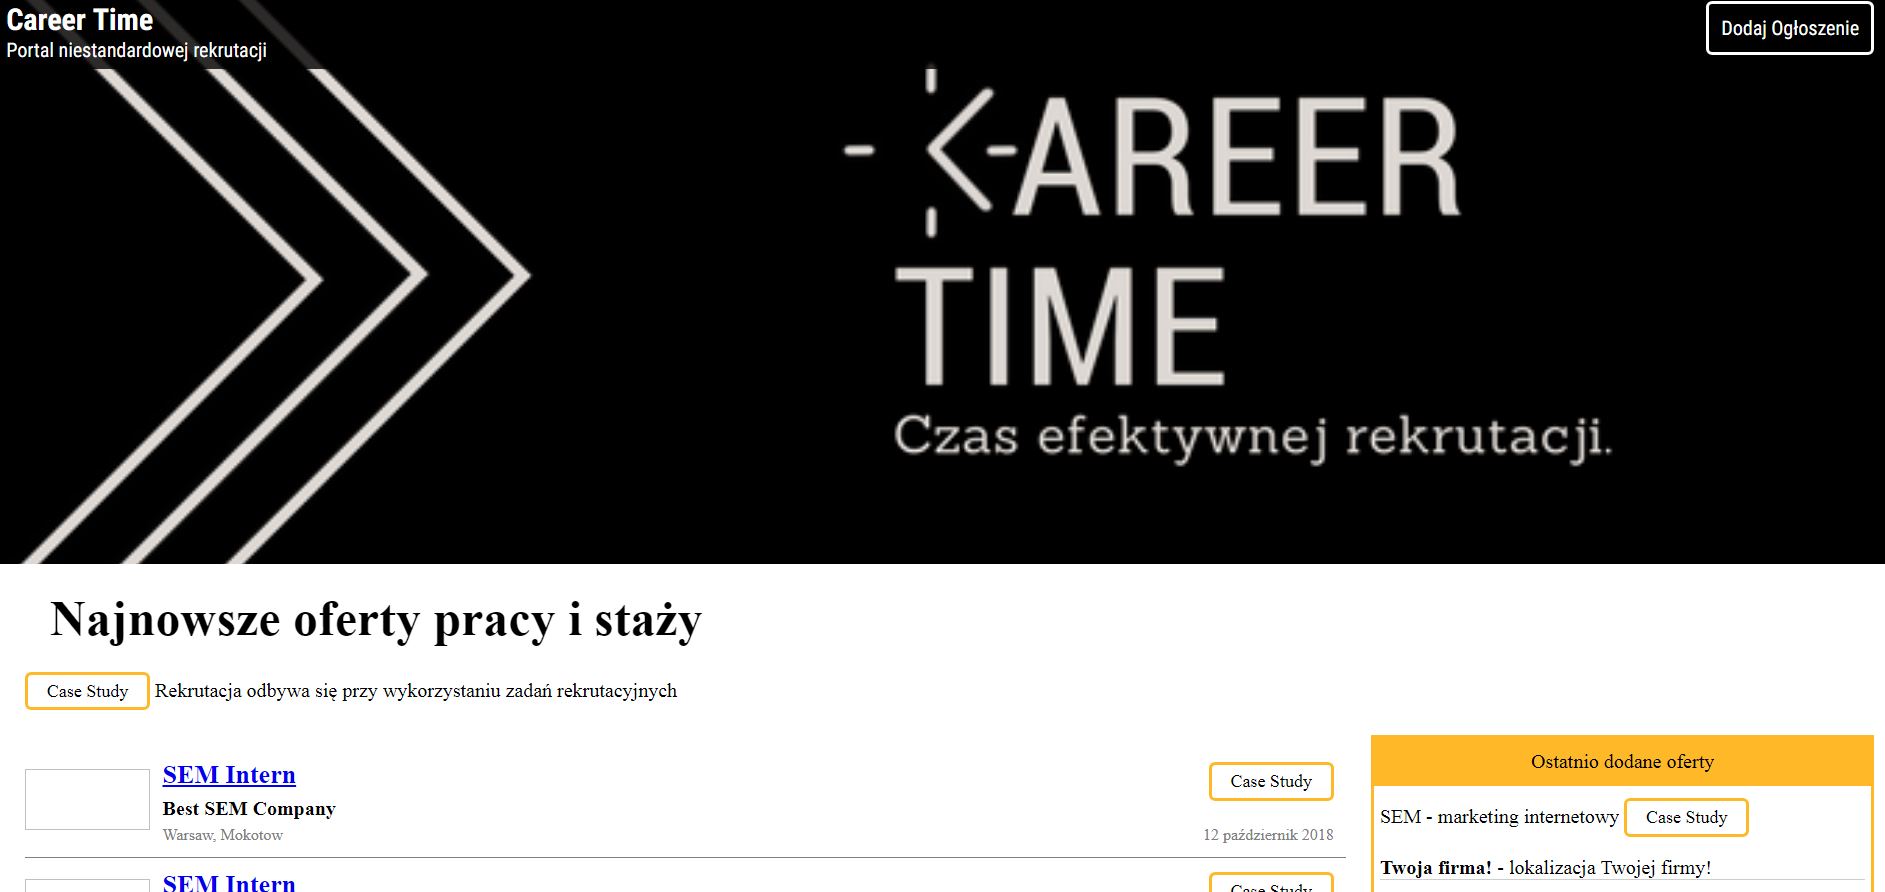 Career Time
Portal niestandardowej rekrutacji
Dodaj Ogłoszenie
CAREER
TIME
Czas efektywnej rekrutacji.
Najnowsze oferty pracy i staży
Case Study Rekrutacja odbywa się przy wykorzystaniu zadań rekrutacyjnych
SEM Intern
Case Study
Best SEM Company
Warsaw, Mokotow
12 październik 2018
SEM Intern
Case Study
Ostatnio dodane oferty
SEM - marketing internetowy Case Study
Twoja firma! - lokalizacja Twojej firmy!